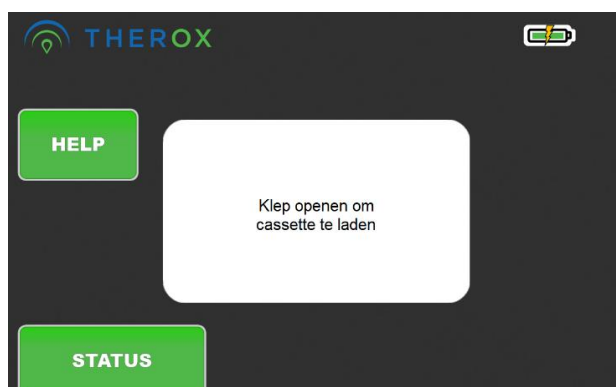 THEROX
HELP
Klep openen om
cassette te laden
STATUS